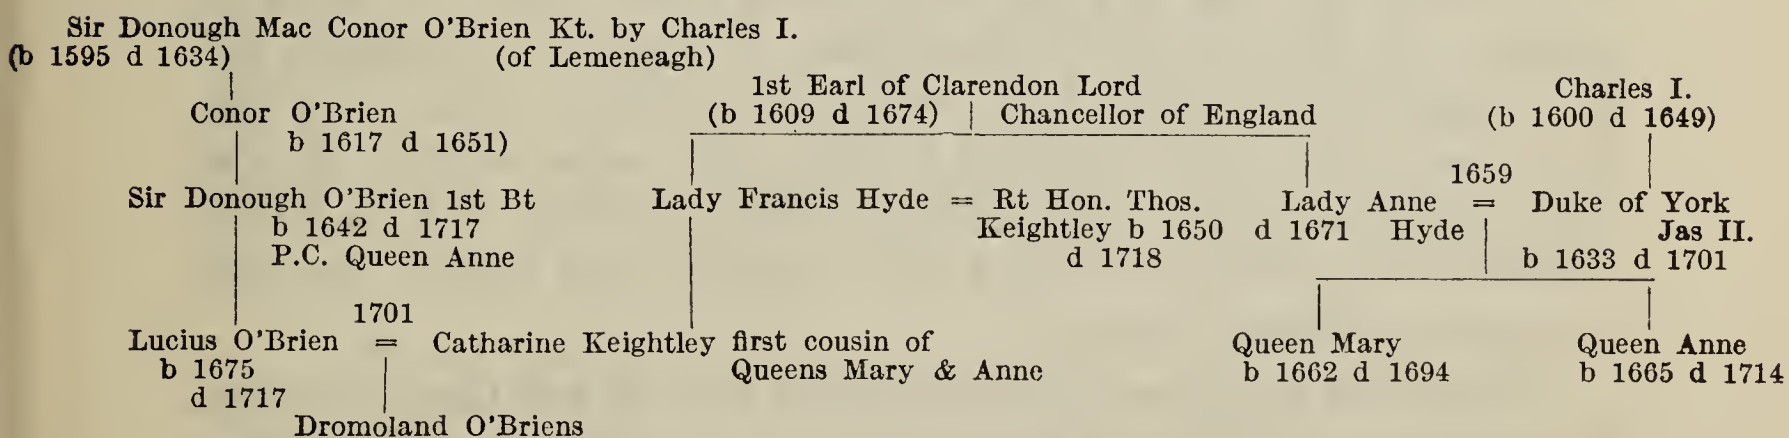 Sir Donough Mac Conor O'Brien Kt. by Charles I.
(b 1595 d 1634) (of Lemeneagh)
1st Earl of Clarendon Lord Charles I.
Conor O'Brien (b 1609 d 1674) Chancellor of England (b 1600 d 1649)
b 1617 d 1651)
1659
Sir Donough O'Brien 1st Bt Lady Francis Hyde = Rt Hon. Thos. Lady Anne = Duke of York
b 1642 d 1717 Keightley b 1650 d 1671 Hyde Jas II.
P.C. Queen Anne d 1718 b 1633 d 1701
1701
Lucius O'Brien = Catharine Keightley first cousin of Queen Mary Queen Anne
b 1675 Queens Mary & Anne b 1662 d 1694 b 1665 d 1714
d 1717
Dromoland O'Briens